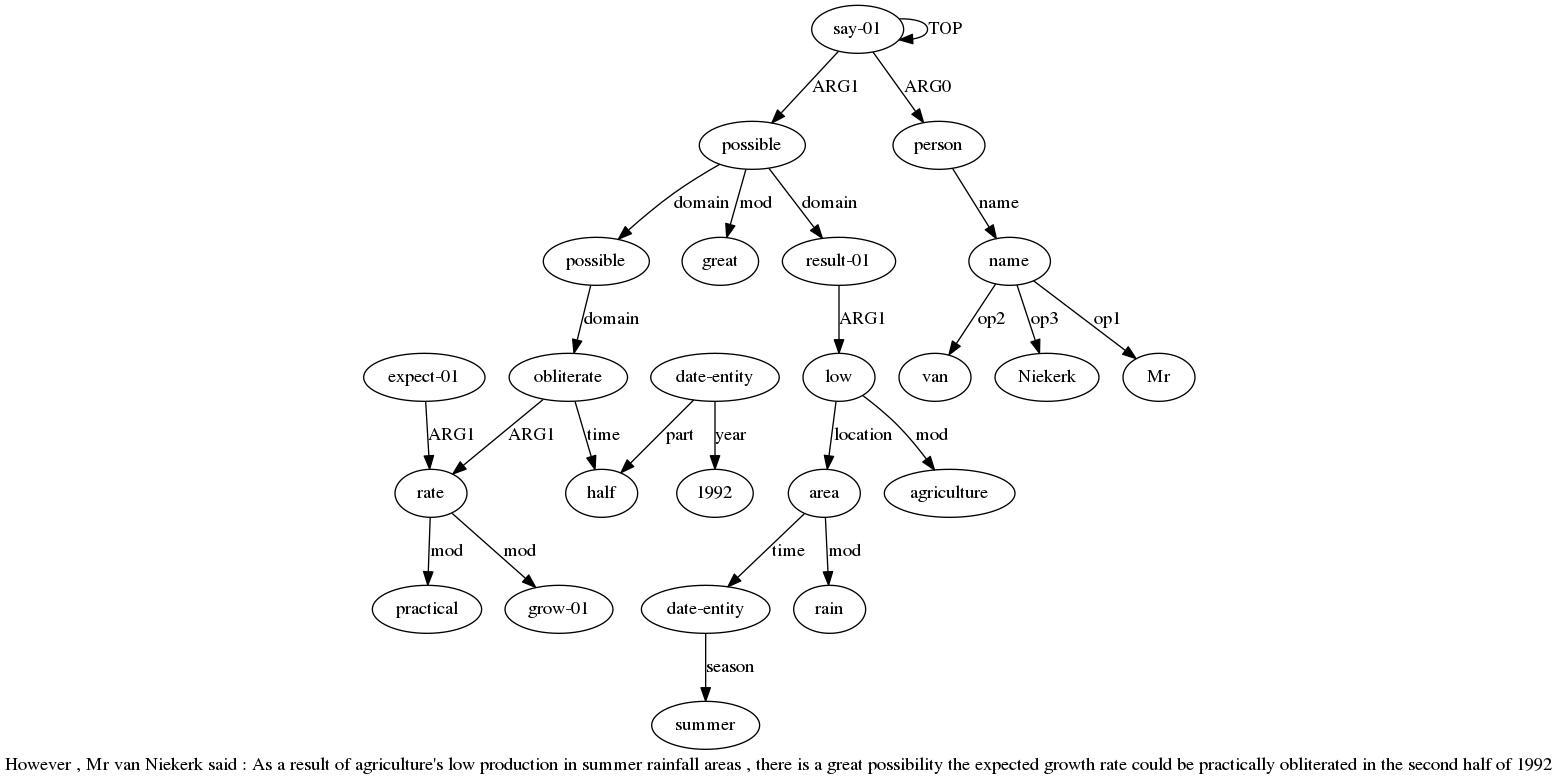 say-01
TOP
ARG1
ARG0
possible
person
domain
mod
domain
name
possible
great
result-01
name
domain
ARG1
op2
op3
op1
expect-01
obliterate
date-entity
low
van
Niekerk
Mr
ARG1
ARG1
time
part
year
location
mod
rate
half
1992
area
agriculture
mod
mod
time
mod
practical
grow-01
date-entity
rain
season
summer
However , Mr van Niekerk said : As a result of agriculture's low production in summer rainfall areas , there is a great possibility the expected growth rate could be practically obliterated in the second half of 1992